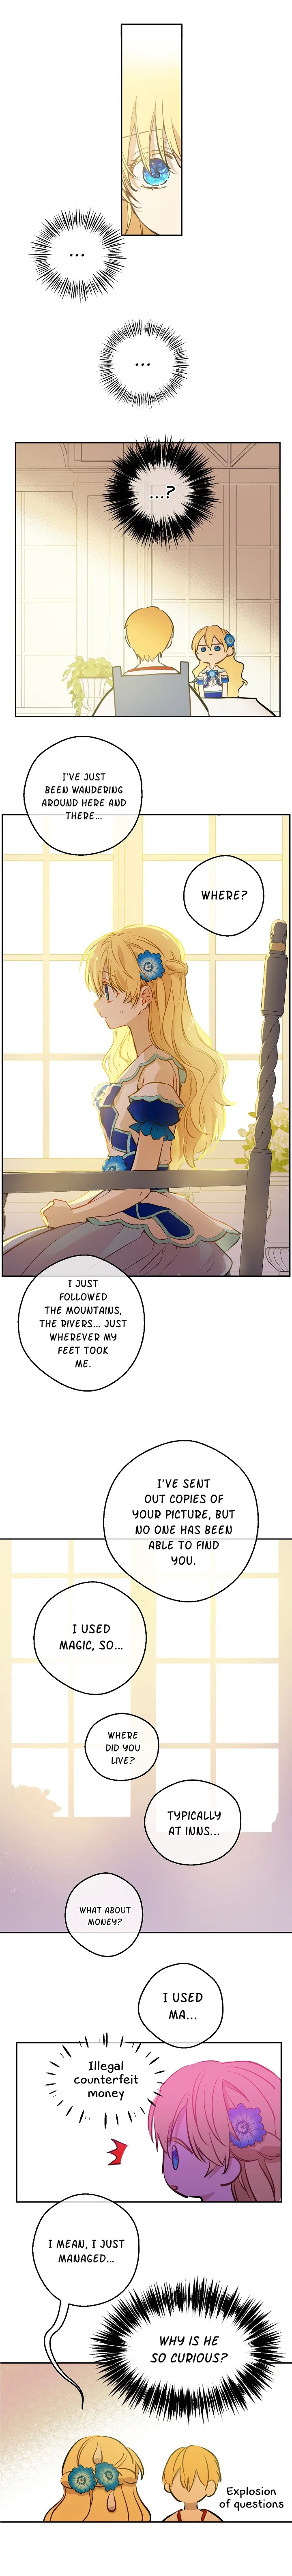 ...
...
...?
I'VE JUST
BEEN WANDERING
AROUND HERE AND
THERE...
WHERE?
I JUST
FOLLOWED
THE MOUNTAINS,
THE RIVERS... JUST
WHEREVER MY
FEET TOOK
ME.
I'VE SENT
OUT COPIES OF
YOUR PICTURE, BUT
NO ONE HAS BEEN
ABLE TO FIND
YOU.
I USED
MAGIC, SO...
WHERE
DID YOU
LIVE?
TYPICALLY
AT INNS...
WHAT ABOUT
MONEY?
I USED
MA...
Illegal
counterfeit
money
I MEAN, I JUST
MANAGED...
WHY IS HE
SO CURIOUS?
Explosion
of questions